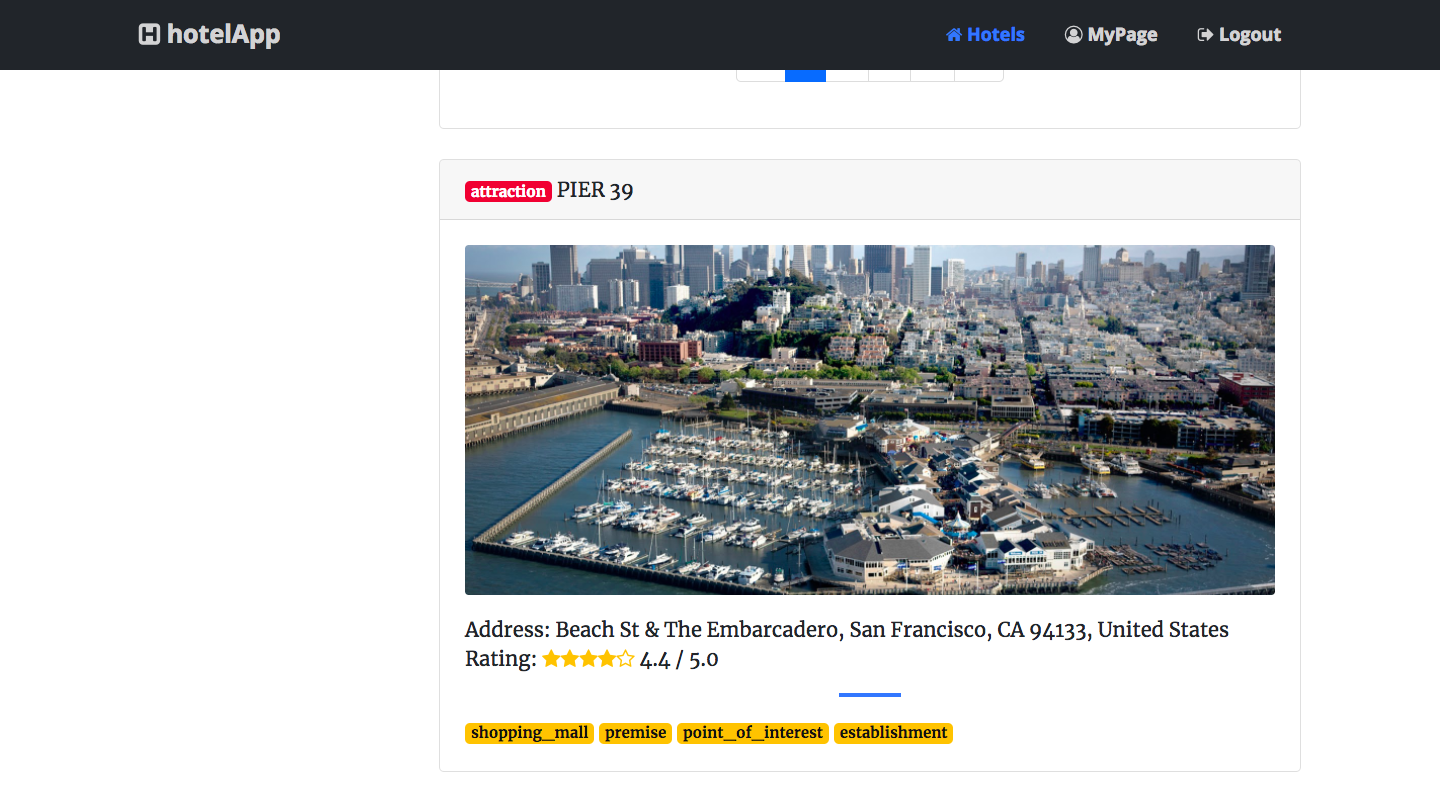 hotelApp
Hotels MyPage Logout
attraction PIER 39
Address: Beach St & The Embarcadero, San Francisco, CA 94133, United States
Rating: 4.4 / 5.0
shopping_mall premise point_of_interest establishment